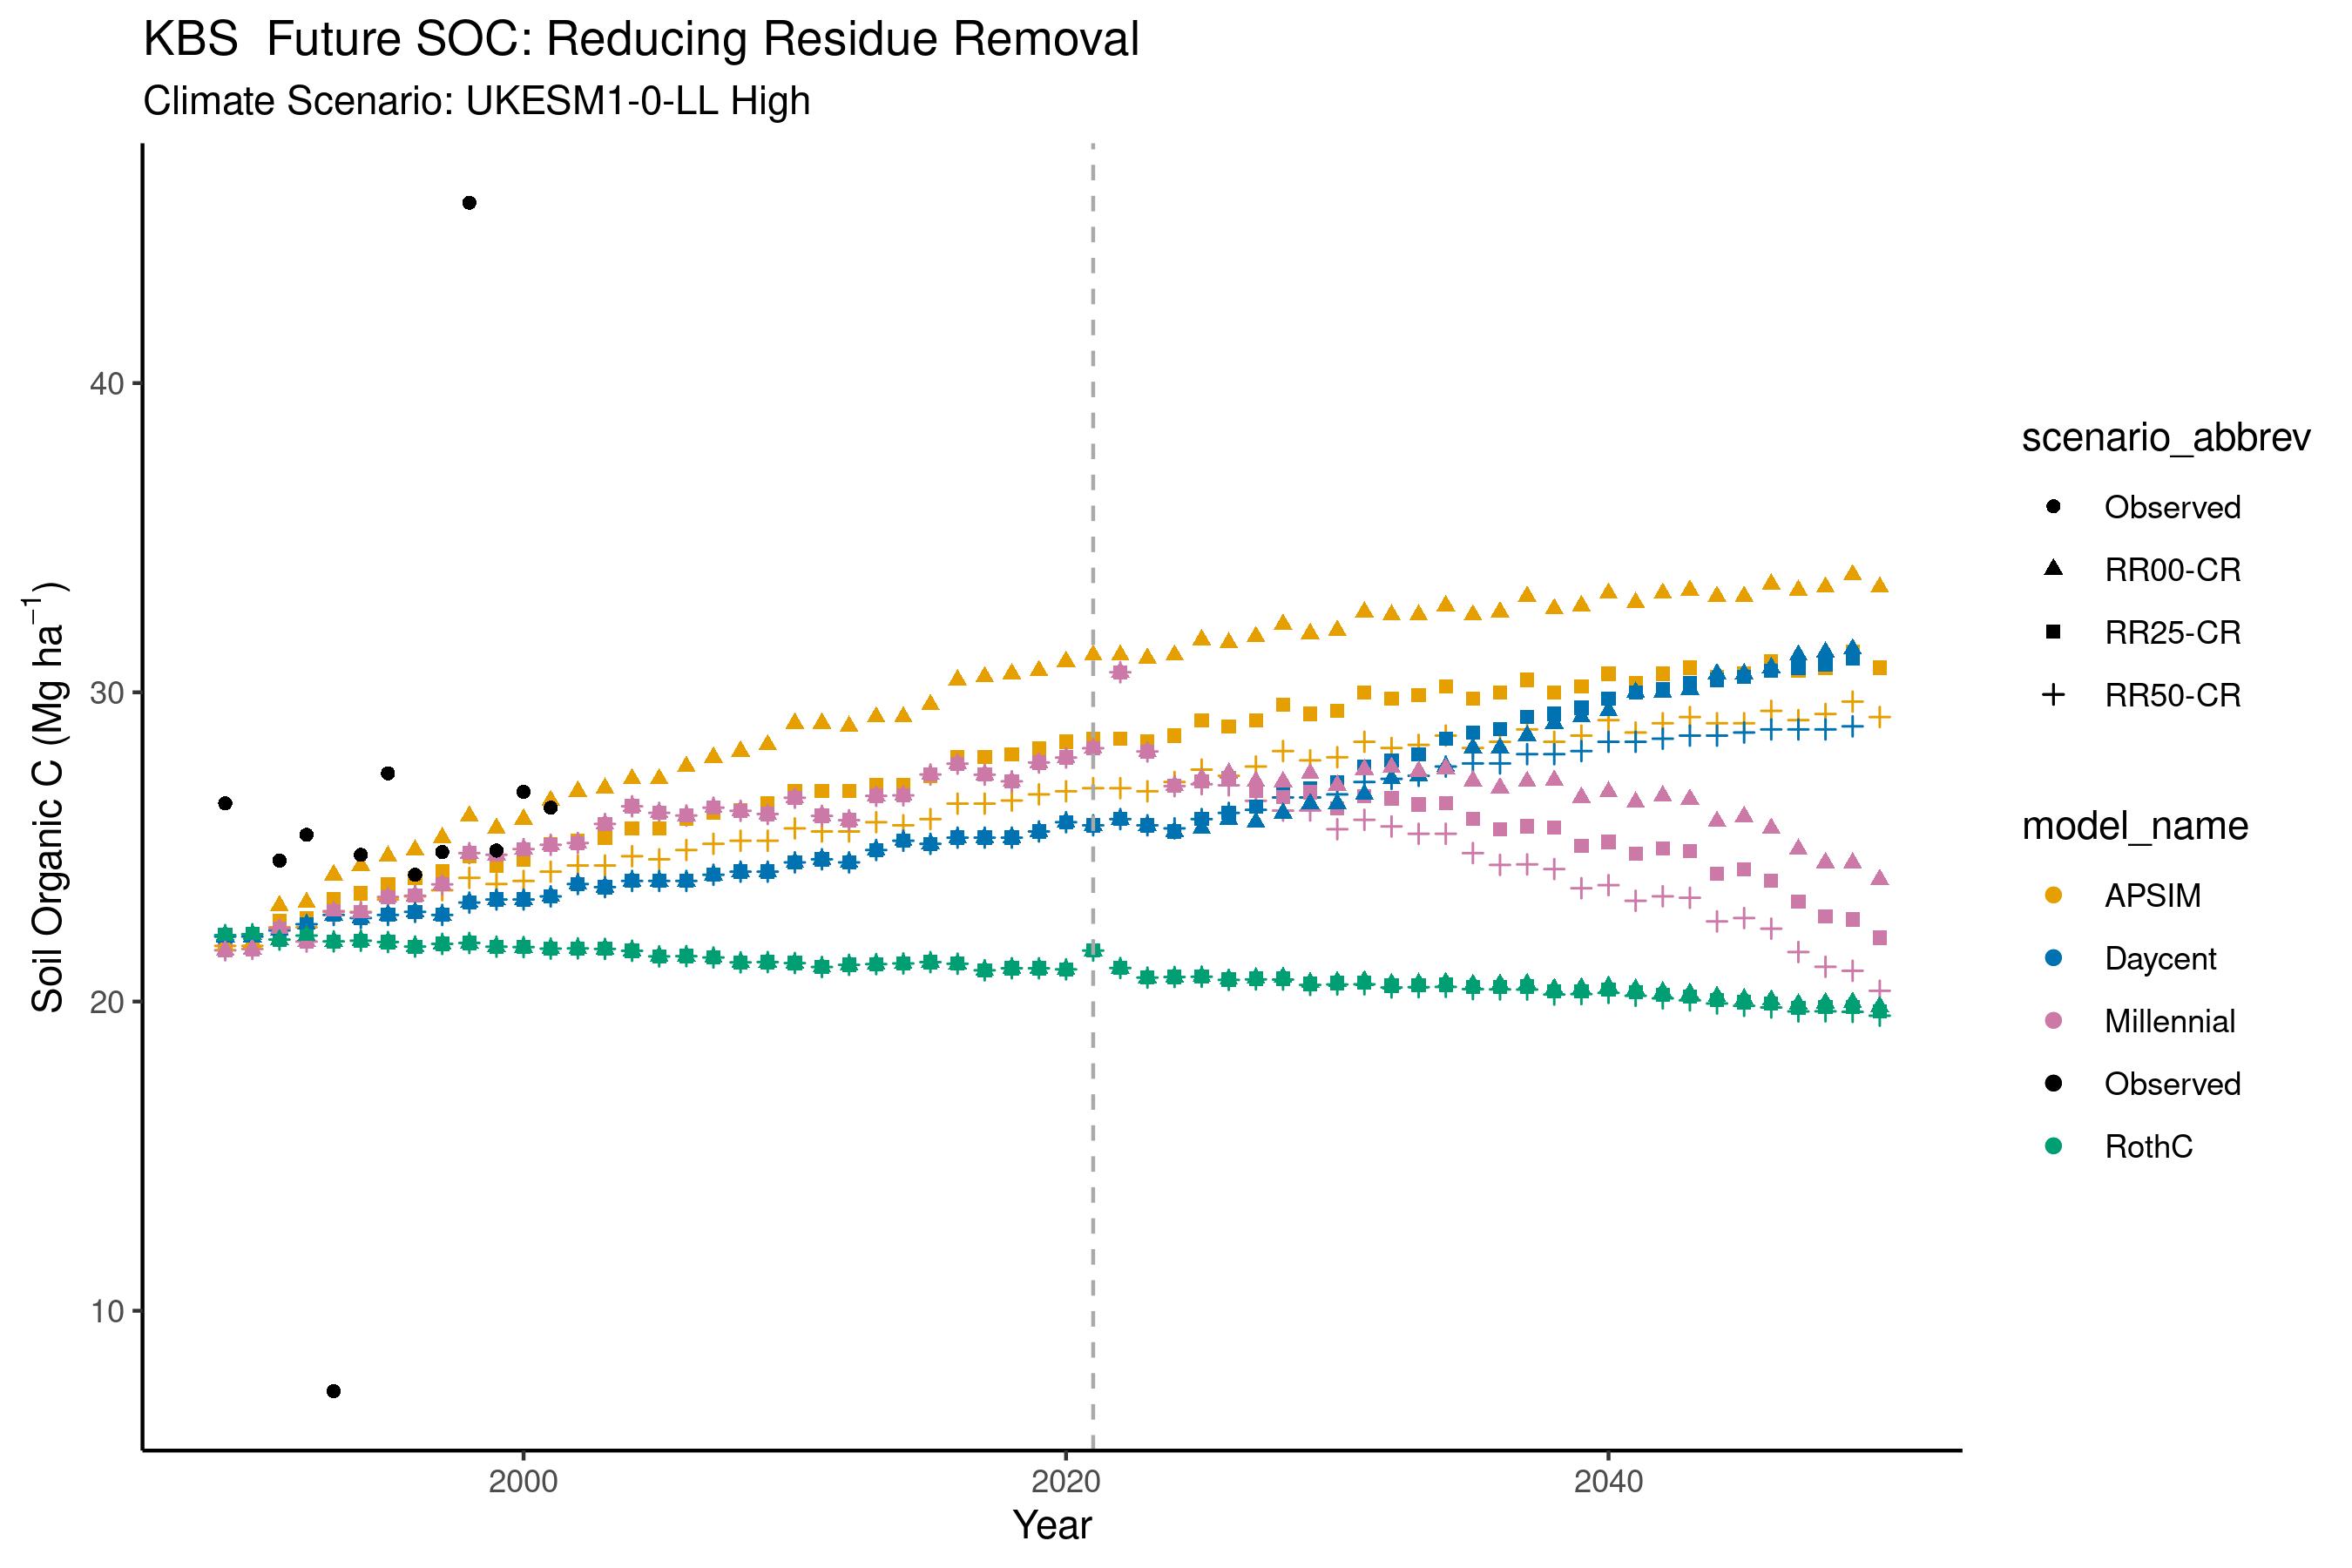 KBS  Future SOC: Reducing Residue Removal
Climate Scenario: UKESM1-0-LL High
Soil Organic C (Mg ha⁻¹)
40
30
20
10
2000
2020
2040
Year
scenario_abbrev
Observed
RR00-CR
RR25-CR
RR50-CR
model_name
APSIM
Daycent
Millennial
Observed
RothC